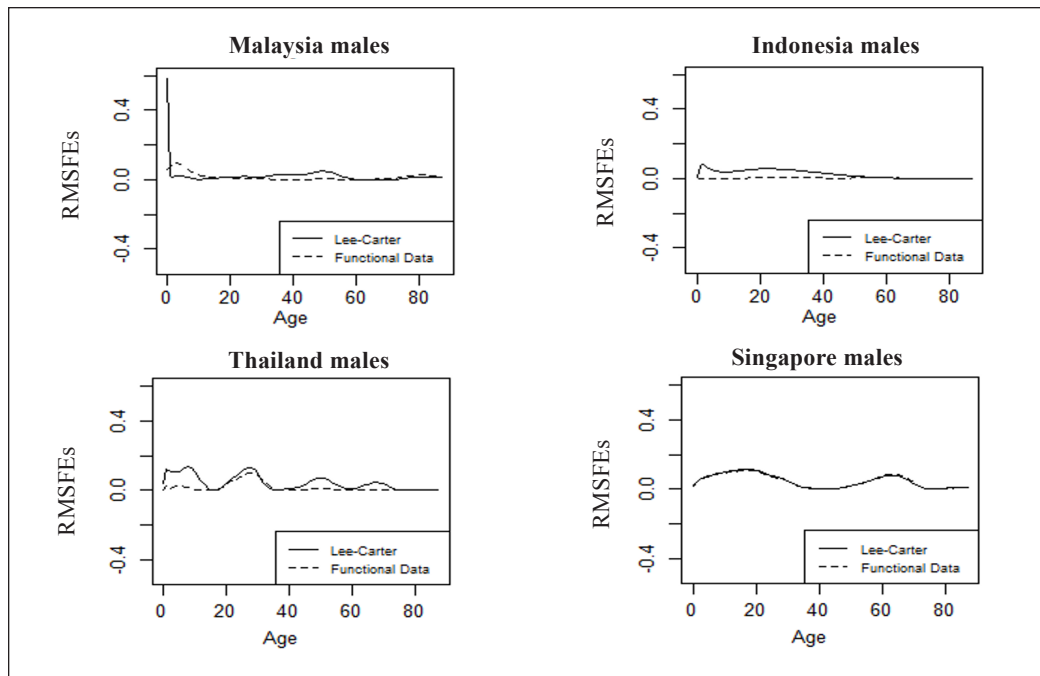 Malaysia males
RMSFEs
0.4
0.0
-0.4
Lee-Carter
Functional Data
0 20 40 60 80
Age
Indonesia males
RMSFEs
0.4
0.0
-0.4
Lee-Carter
Functional Data
0 20 40 60 80
Age
Thailand males
RMSFEs
0.4
0.0
-0.4
Lee-Carter
Functional Data
0 20 40 60 80
Age
Singapore males
RMSFEs
0.4
0.0
-0.4
Lee-Carter
Functional Data
0 20 40 60 80
Age